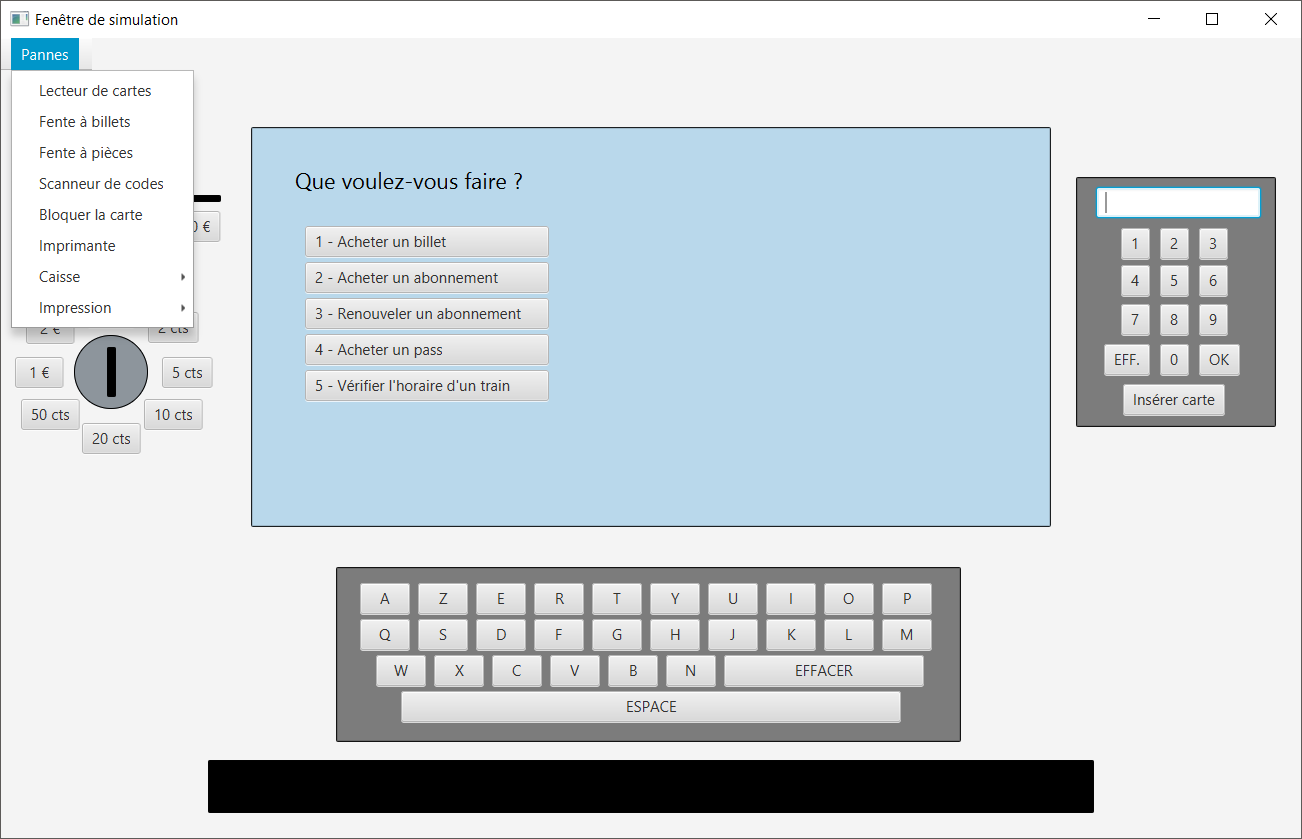 Fenêtre de simulation
Pannes
Lecteur de cartes
Fente à billets
Fente à pièces
Scanneur de codes
Bloquer la carte
Imprimante
Caisse
Impression
0 €
2 €
2 cts
1 €
5 cts
50 cts
10 cts
20 cts
Que voulez-vous faire ?
1 - Acheter un billet
2 - Acheter un abonnement
3 - Renouveler un abonnement
4 - Acheter un pass
5 - Vérifier l'horaire d'un train
1 2 3
4 5 6
7 8 9
EFF. 0 OK
Insérer carte
A Z E R T Y U I O P
Q S D F G H J K L M
W X C V B N EFFACER
ESPACE